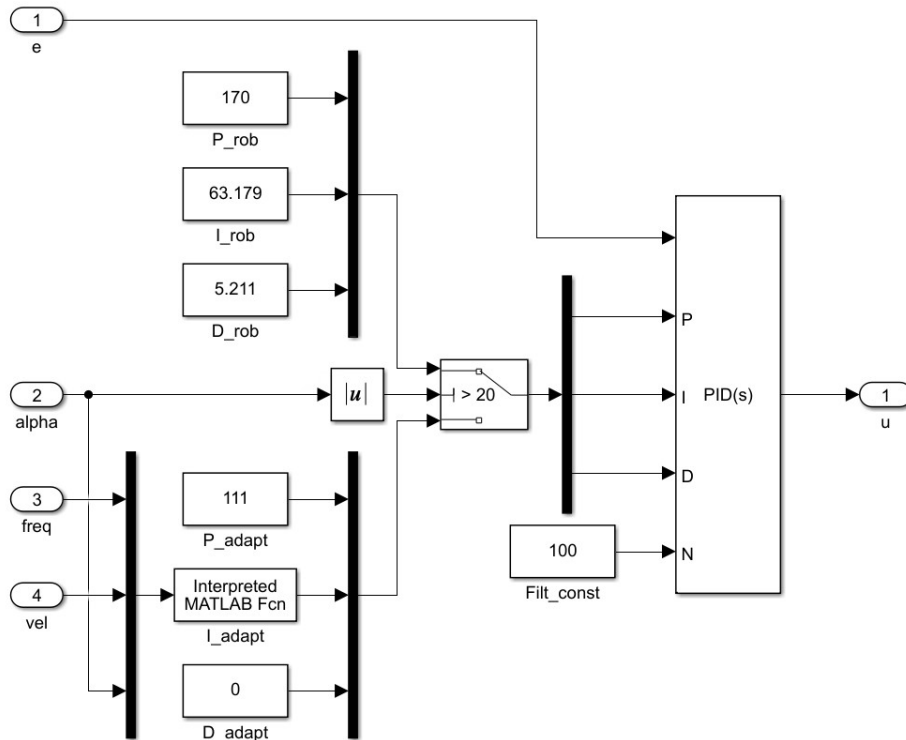 1
e
170
P_rob
63.179
I_rob
5.211
D_rob
2
alpha
|u|
> 20
P
I
D
N
PID(s)
1
u
3
freq
4
vel
111
P_adapt
Interpreted
MATLAB Fcn
I_adapt
0
D_adapt
100
Filt_const